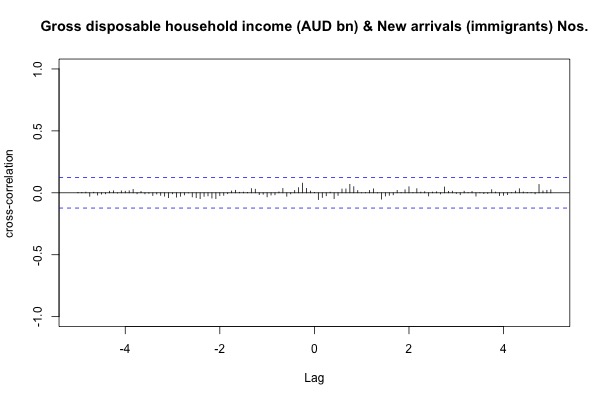 Gross disposable household income (AUD bn) & New arrivals (immigrants) Nos.
1.0
0.5
0.0
-0.5
-1.0
cross-correlation
-4 -2 0 2 4
Lag